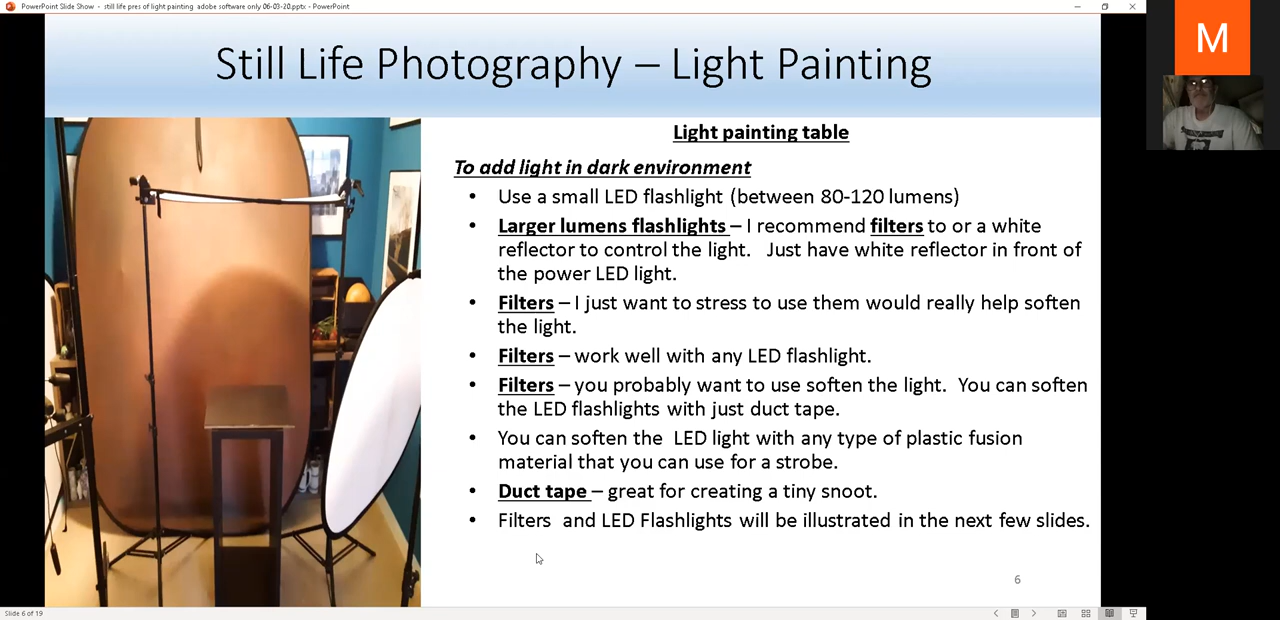 PowerPoint Slide Show - still life pres of light painting adobe software only 06-03-20.pptx - PowerPoint
M
Still Life Photography – Light Painting
Light painting table
To add light in dark environment
• Use a small LED flashlight (between 80-120 lumens)
• Larger lumens flashlights – I recommend filters to or a white
reflector to control the light. Just have white reflector in front of
the power LED light.
• Filters – I just want to stress to use them would really help soften
the light.
• Filters – work well with any LED flashlight.
• Filters – you probably want to use soften the light. You can soften
the LED flashlights with just duct tape.
• You can soften the LED light with any type of plastic fusion
material that you can use for a strobe.
• Duct tape – great for creating a tiny snoot.
• Filters and LED Flashlights will be illustrated in the next few slides.
6
Slide 6 of 19